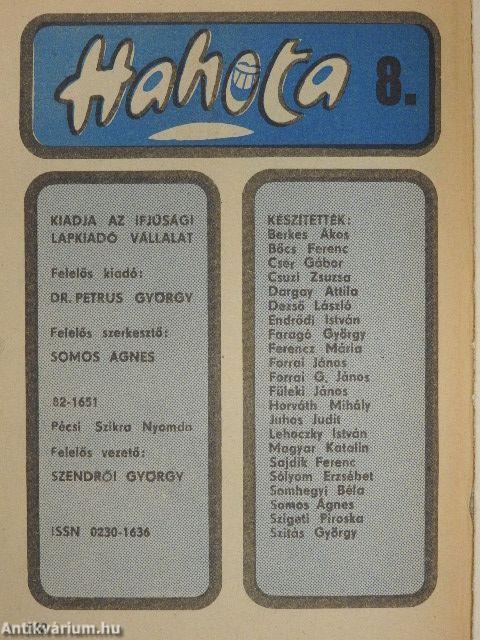 Hahota 8.
KIADJA AZ IFJÚSÁGI
LAPKIADÓ VÁLLALAT
Felelős kiadó:
DR. PETRUS GYÖRGY
Felelős szerkesztő:
SOMOS ÁGNES
82-1651
Pécsi Szikra Nyomda
Felelős vezető:
SZENDRŐI GYÖRGY
ISSN 0230-1636
KÉSZÍTETTÉK:
Berkes Ákos
Bőcs Ferenc
Cser Gábor
Csuzi Zsuzsa
Dargay Attila
Dezső László
Endrődi István
Faragó György
Ferencz Mária
Forrai János
Forrai G. János
Füleki János
Horváth Mihály
Juhos Judit
Lehoczky István
Magyar Katalin
Sajdik Ferenc
Sólyom Erzsébet
Somhegyi Béla
Somos Ágnes
Szigeti Piroska
Szitás György
Antikvárium.hu